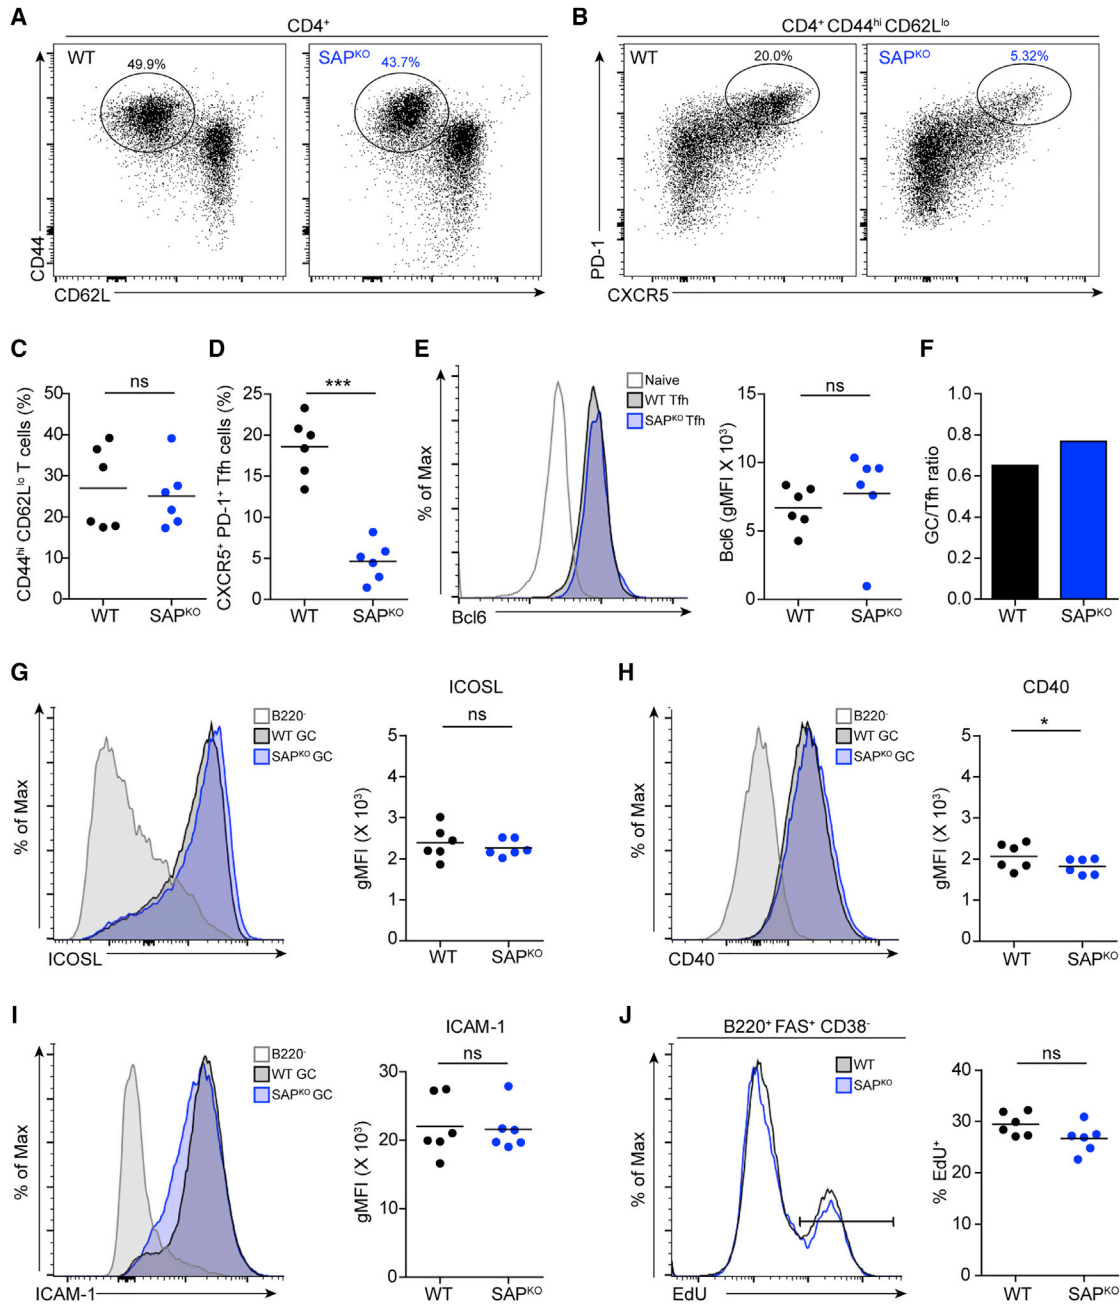 A
CD4⁺
WT
49.9%
SAPᴷᴼ
43.7%
CD44
CD62L
B
CD4⁺ CD44ʰⁱ CD62Lˡᵒ
WT
20.0%
SAPᴷᴼ
5.32%
PD-1
CXCR5
C
ns
50
40
30
20
10
0
CD44ʰⁱ CD62Lˡᵒ T cells (%)
WT
SAPᴷᴼ
D
***
25
20
15
10
5
0
CXCR5⁺ PD-1⁺ Tfh cells (%)
WT
SAPᴷᴼ
E
Naive
WT Tfh
SAPᴷᴼ Tfh
% of Max
Bcl6
ns
15
10
5
0
Bcl6 (gMFI X 10³)
WT
SAPᴷᴼ
F
1.0
0.8
0.6
0.4
0.2
0.0
GC/Tfh ratio
WT
SAPᴷᴼ
G
B220⁻
WT GC
SAPᴷᴼ GC
% of Max
ICOSL
ICOSL
ns
5
4
3
2
1
0
gMFI (X 10³)
WT
SAPᴷᴼ
H
B220⁻
WT GC
SAPᴷᴼ GC
% of Max
CD40
CD40
*
5
4
3
2
1
0
gMFI (X 10³)
WT
SAPᴷᴼ
I
B220⁻
WT GC
SAPᴷᴼ GC
% of Max
ICAM-1
ICAM-1
ns
30
20
10
0
gMFI (X 10³)
WT
SAPᴷᴼ
J
B220⁺ FAS⁺ CD38⁻
WT
SAPᴷᴼ
% of Max
EdU
ns
40
30
20
10
0
% EdU⁺
WT
SAPᴷᴼ